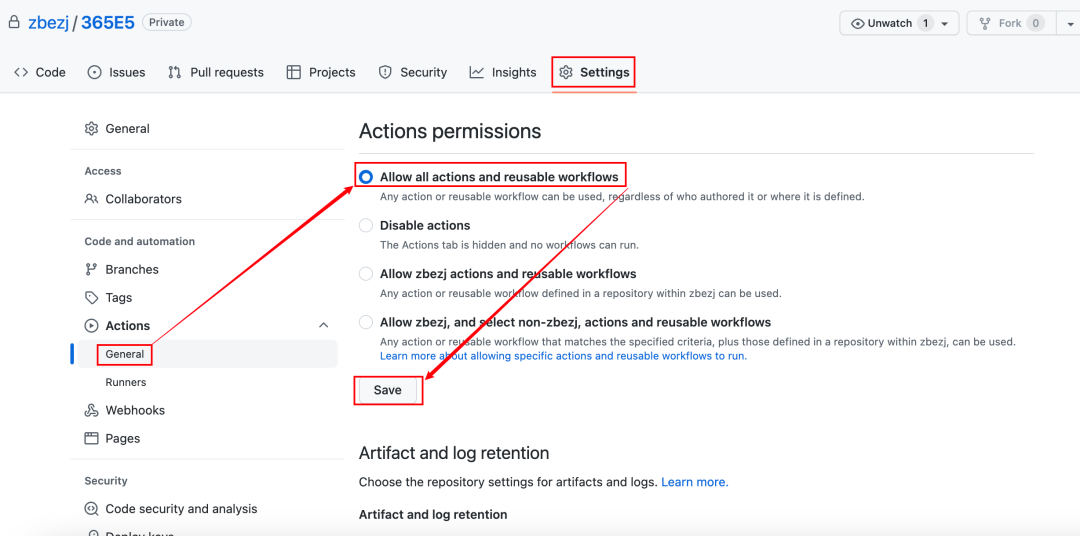 zbezj / 365E5 Private
Unwatch 1
Fork 0
Code Issues Pull requests Projects Security Insights Settings
General
Access
Collaborators
Code and automation
Branches
Tags
Actions
General
Runners
Webhooks
Pages
Security
Code security and analysis
Deploy keys
Actions permissions
Allow all actions and reusable workflows
Any action or reusable workflow can be used, regardless of who authored it or where it is defined.
Disable actions
The Actions tab is hidden and no workflows can run.
Allow zbezj actions and reusable workflows
Any action or reusable workflow defined in a repository within zbezj can be used.
Allow zbezj, and select non-zbezj, actions and reusable workflows
Any action or reusable workflow that matches the specified criteria, plus those defined in a repository within zbezj, can be used.
Learn more about allowing specific actions and reusable workflows to run.
Save
Artifact and log retention
Choose the repository settings for artifacts and logs. Learn more.
Artifact and log retention